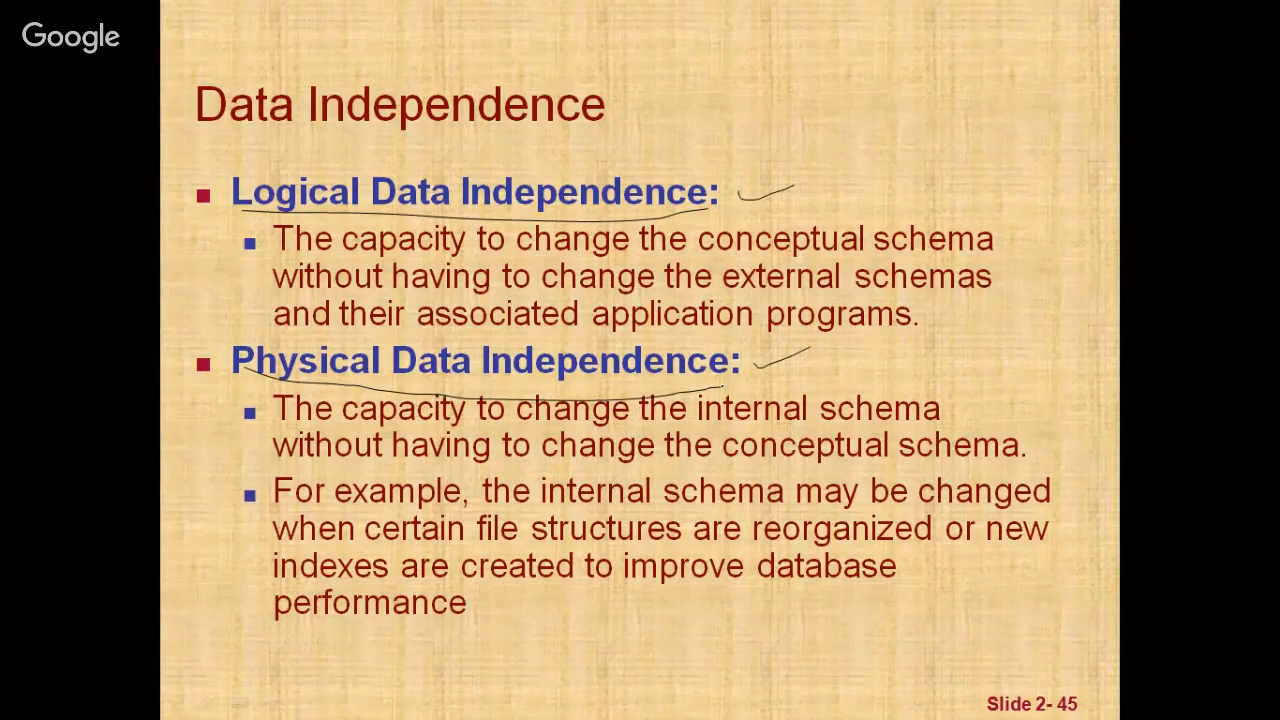 Google
Data Independence
Logical Data Independence:
The capacity to change the conceptual schema
without having to change the external schemas
and their associated application programs.
Physical Data Independence:
The capacity to change the internal schema
without having to change the conceptual schema.
For example, the internal schema may be changed
when certain file structures are reorganized or new
indexes are created to improve database
performance
Slide 2- 45